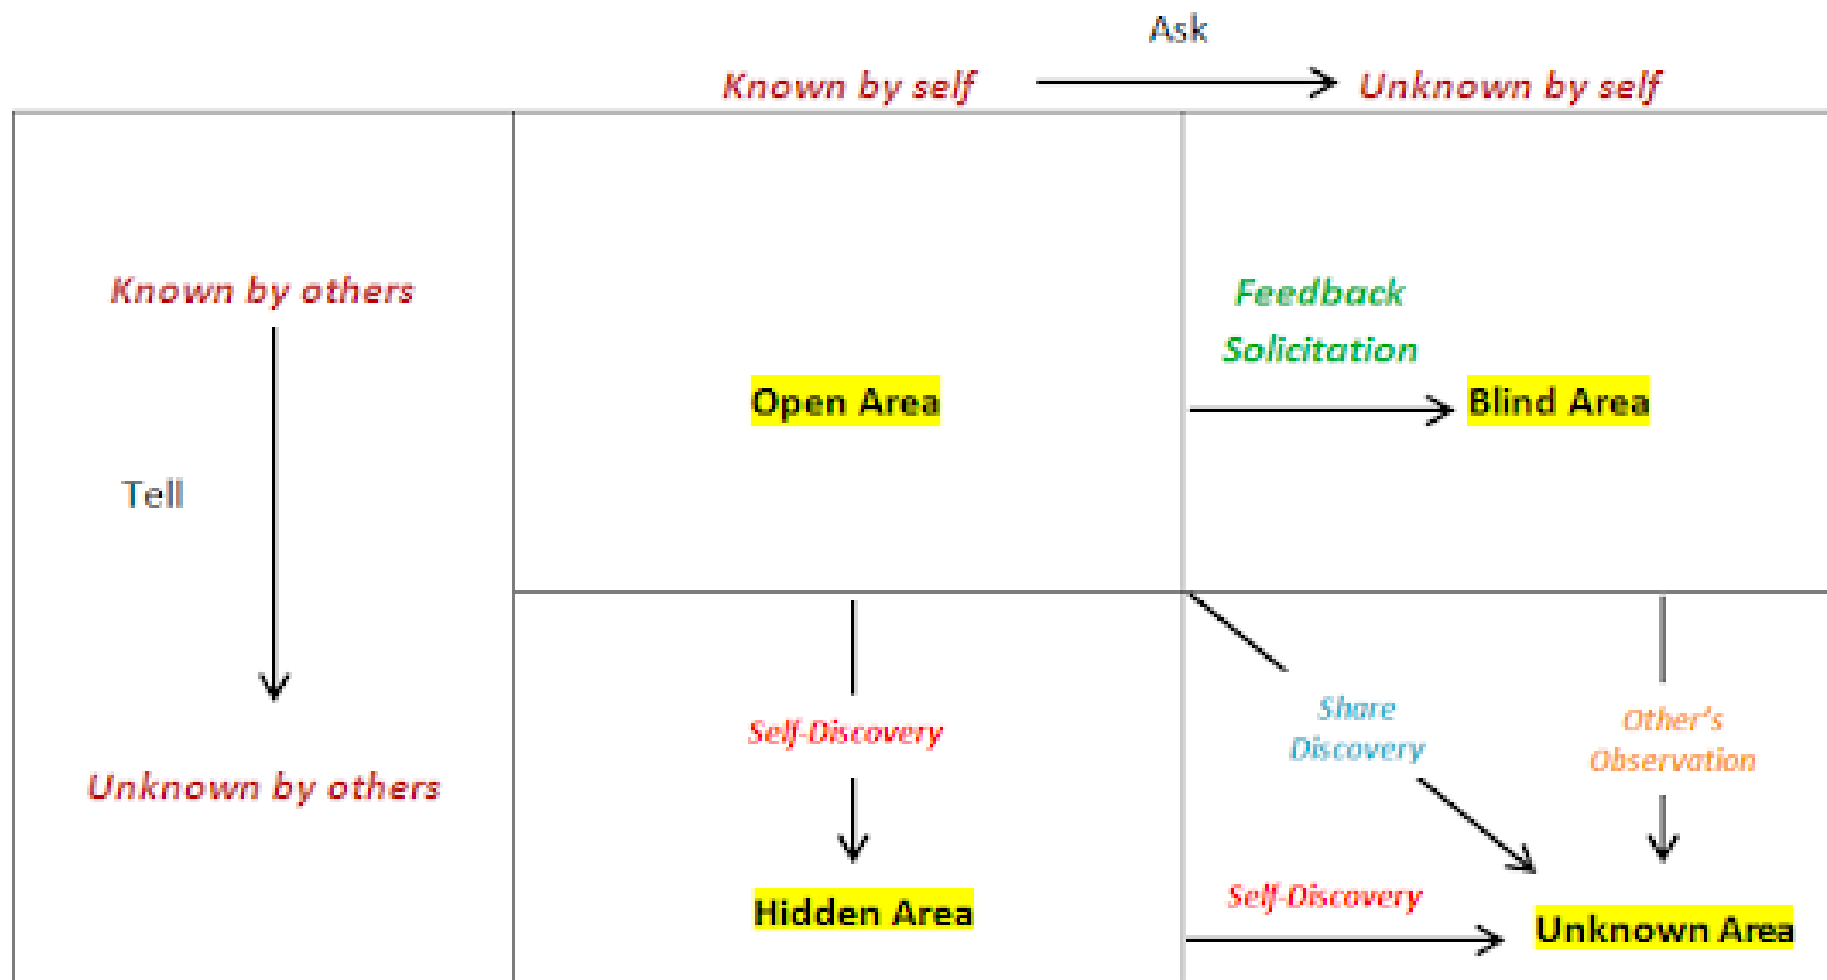 Ask
Known by self
Unknown by self
Known by others
Feedback
Solicitation
Open Area
Blind Area
Tell
Self-Discovery
Share
Discovery
Other's
Observation
Unknown by others
Self-Discovery
Hidden Area
Unknown Area